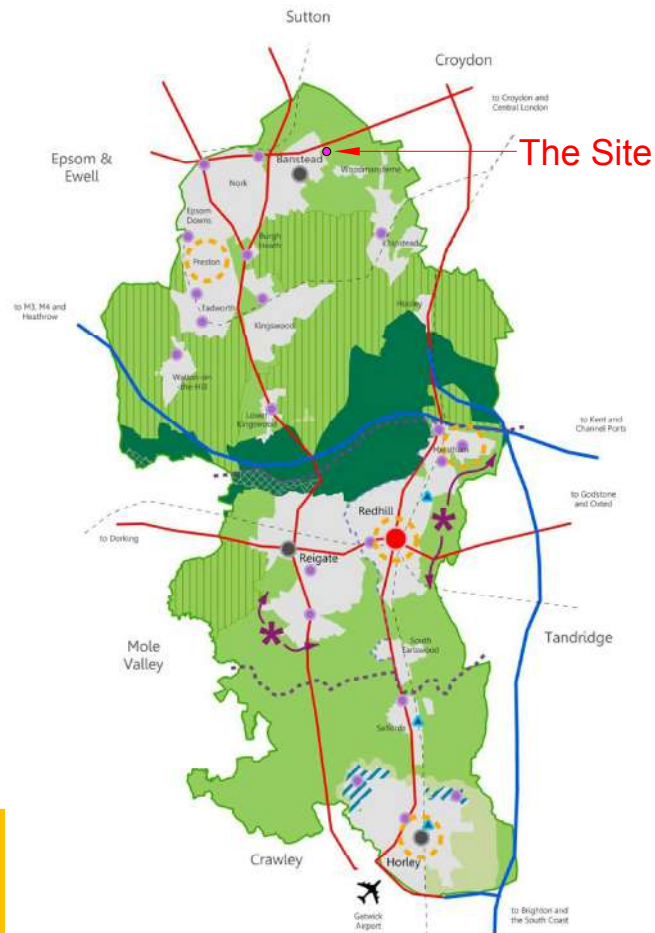 Sutton
Croydon
to Croydon and
Central London
The Site
Epsom &
Ewell
Banstead
Woodmansterne
Nork
Epsom
Downs
Burgh
Heath
Chipstead
Preston
Hooley
to M3, M4 and
Heathrow
Tadworth
Kingswood
Walton-on
the-Hill
Lower
Kingswood
to Kent and
Channel Ports
Merstham
Redhill
to Godstone
and Oxted
to Dorking
Reigate
Mole
Valley
South
Earlswood
Tandridge
Salfords
Crawley
Horley
Gatwick
Airport
to Brighton and
the South Coast